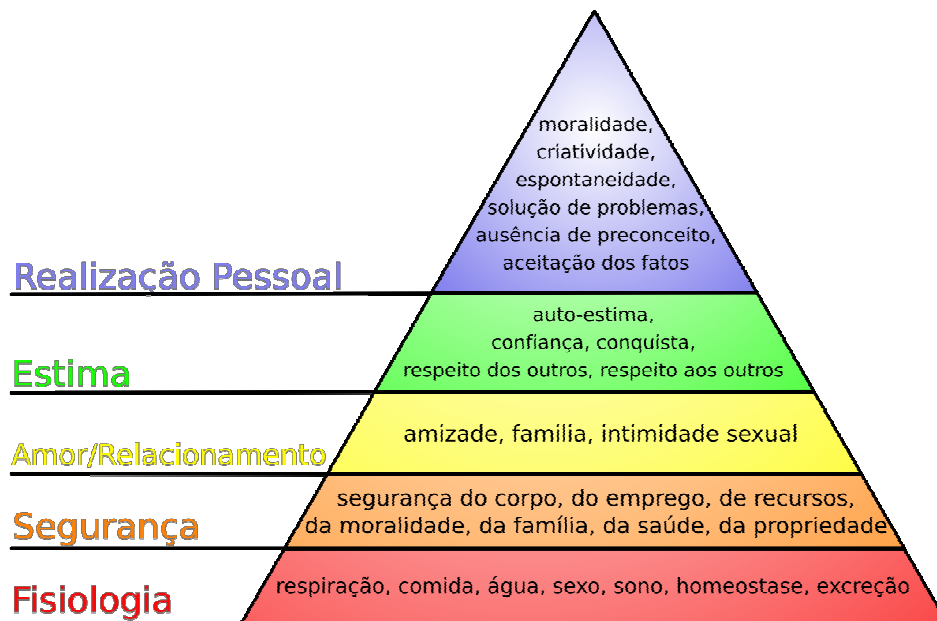 moralidade,
criatividade,
espontaneidade,
solução de problemas,
ausência de preconceito,
aceitação dos fatos
Realização Pessoal
auto-estima,
confiança, conquista,
respeito dos outros, respeito aos outros
Estima
amizade, família, intimidade sexual
Amor/Relacionamento
segurança do corpo, do emprego, de recursos,
da moralidade, da família, da saúde, da propriedade
Segurança
respiração, comida, água, sexo, sono, homeostase, excreção
Fisiologia